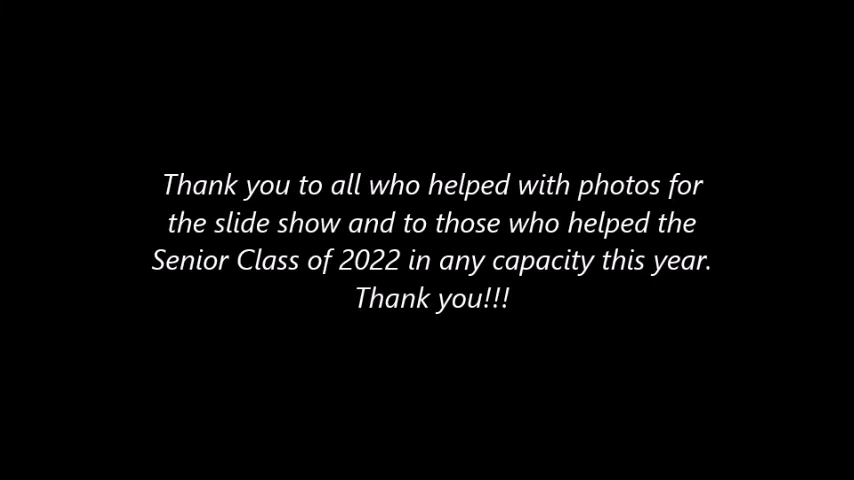 Thank you to all who helped with photos for
the slide show and to those who helped the
Senior Class of 2022 in any capacity this year.
Thank you!!!